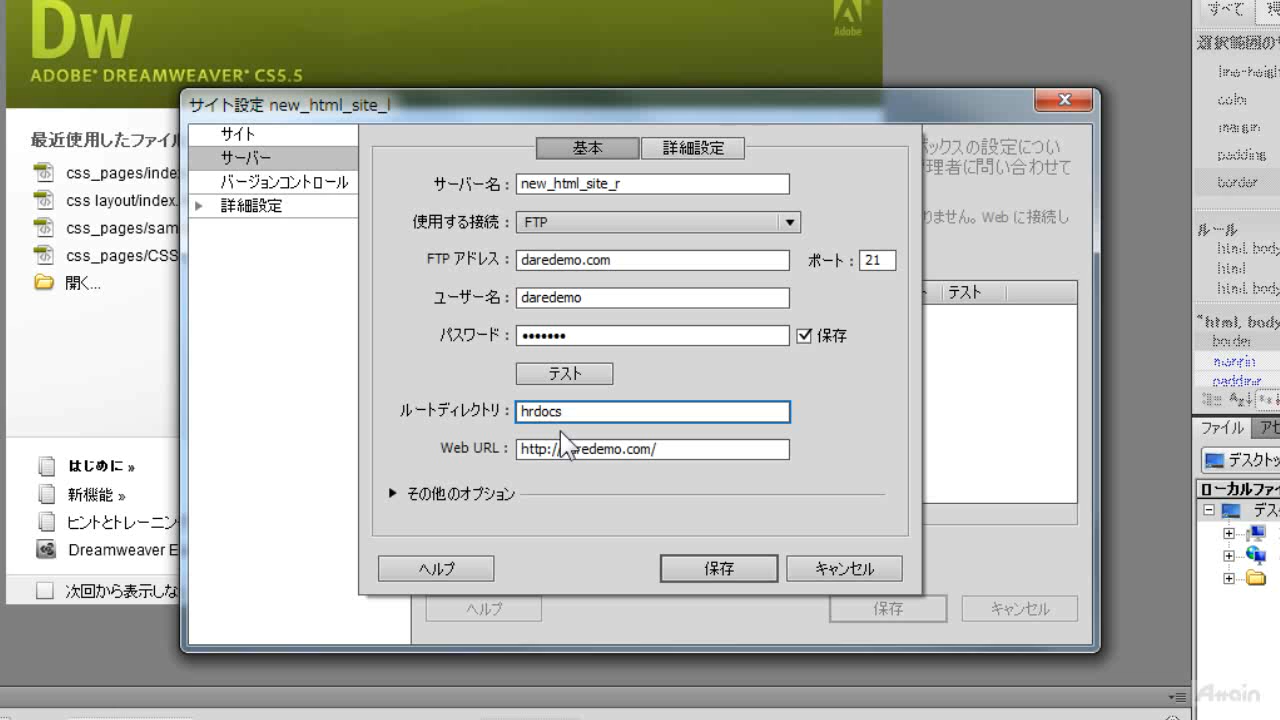 Dw
ADOBE® DREAMWEAVER® CS5.5
Adobe
最近使用したファイル
css_pages/inde
css layout/index.
css_pages/sam
css_pages/CSS
開く...
はじめに »
新機能 »
ヒントとトレーニン
Dreamweaver E
次回から表示しな
サイト設定 new_html_site_l
サイト
サーバー
バージョンコントロール
詳細設定
基本
詳細設定
サーバー名：
new_html_site_r
使用する接続：
FTP
FTP アドレス：
daredemo.com
ポート：
21
ユーザー名：
daredemo
パスワード：
•••••••
保存
テスト
ルートディレクトリ：
hrdocs
Web URL：
http://
redemo.com/
その他のオプション
ヘルプ
保存
キャンセル
ボックスの設定につい
管理者に問い合わせて
りません。Web に接続し
テスト
ヘルプ
保存
キャンセル
すべて
選択範囲の
line-heigh
color
margin
padding
border
ルール
html, body
html
html, body
"html, body
border
margin
padding
ファイル
アセ
デスクトッ
ローカルファイ
デス
Attain